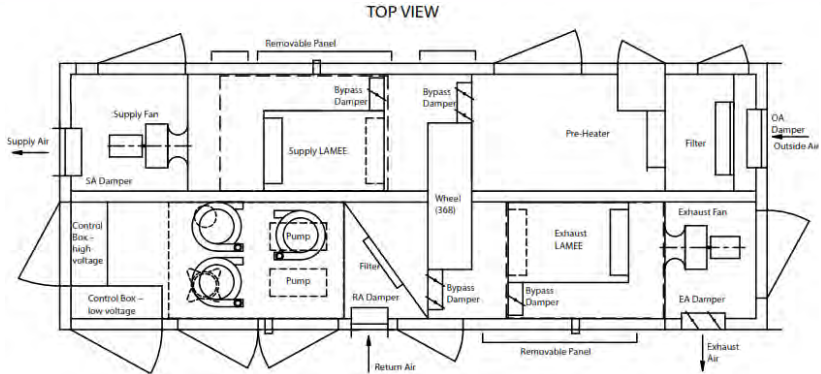 TOP VIEW
Removable Panel
Supply Fan
Bypass
Damper
Bypass
Damper
OA
Damper
Supply Air
Supply LAMEE
Pre-Heater
Filter
Outside Air
SA Damper
Wheel
(368)
Control
Box –
high
voltage
Pump
Exhaust
LAMEE
Exhaust Fan
Filter
Pump
Bypass
Damper
Bypass
Damper
Control Box –
low voltage
RA Damper
EA Damper
Removable Panel
Return Air
Exhaust
Air